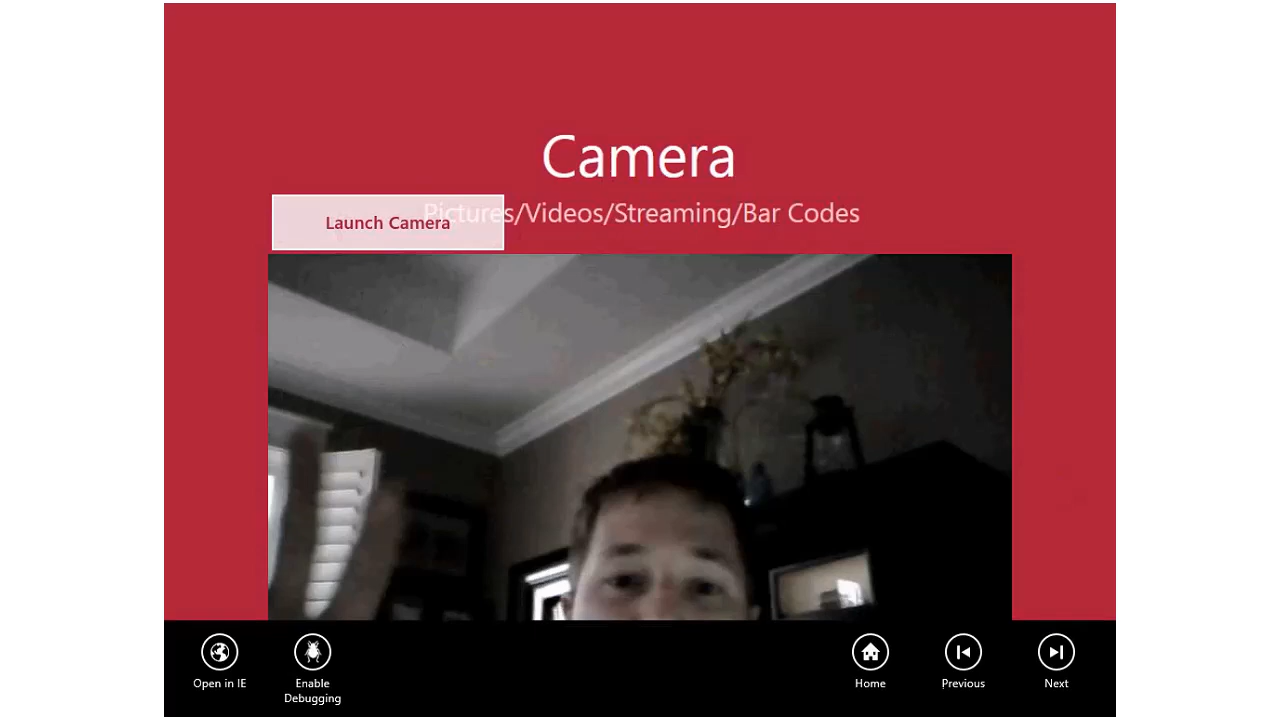 Camera
Pictures/Videos/Streaming/Bar Codes
Launch Camera
Open in IE
Enable
Debugging
Home
Previous
Next